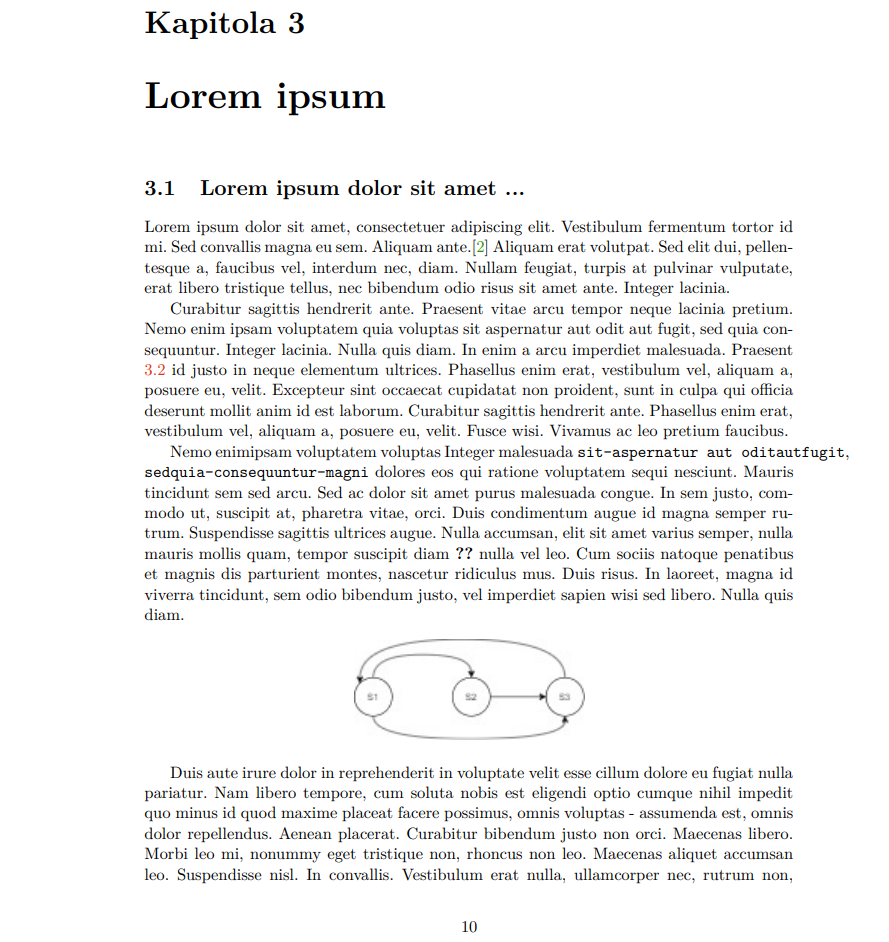 Kapitola 3
Lorem ipsum
3.1 Lorem ipsum dolor sit amet ...
Lorem ipsum dolor sit amet, consectetuer adipiscing elit. Vestibulum fermentum tortor id
mi. Sed convallis magna eu sem. Aliquam ante.[2] Aliquam erat volutpat. Sed elit dui, pellen-
tesque a, faucibus vel, interdum nec, diam. Nullam feugiat, turpis at pulvinar vulputate,
erat libero tristique tellus, nec bibendum odio risus sit amet ante. Integer lacinia.
Curabitur sagittis hendrerit ante. Praesent vitae arcu tempor neque lacinia pretium.
Nemo enim ipsam voluptatem quia voluptas sit aspernatur aut odit aut fugit, sed quia con-
sequuntur. Integer lacinia. Nulla quis diam. In enim a arcu imperdiet malesuada. Praesent
3.2 id justo in neque elementum ultrices. Phasellus enim erat, vestibulum vel, aliquam a,
posuere eu, velit. Excepteur sint occaecat cupidatat non proident, sunt in culpa qui officia
deserunt mollit anim id est laborum. Curabitur sagittis hendrerit ante. Phasellus enim erat,
vestibulum vel, aliquam a, posuere eu, velit. Fusce wisi. Vivamus ac leo pretium faucibus.
Nemo enimipsam voluptatem voluptas Integer malesuada sit-aspernatur aut oditautfugit,
sedquia-consequuntur-magni dolores eos qui ratione voluptatem sequi nesciunt. Mauris
tincidunt sem sed arcu. Sed ac dolor sit amet purus malesuada congue. In sem justo, com-
modo ut, suscipit at, pharetra vitae, orci. Duis condimentum augue id magna semper ru-
trum. Suspendisse sagittis ultrices augue. Nulla accumsan, elit sit amet varius semper, nulla
mauris mollis quam, tempor suscipit diam ?? nulla vel leo. Cum sociis natoque penatibus
et magnis dis parturient montes, nascetur ridiculus mus. Duis risus. In laoreet, magna id
viverra tincidunt, sem odio bibendum justo, vel imperdiet sapien wisi sed libero. Nulla quis
diam.
S1 S2 S3
Duis aute irure dolor in reprehenderit in voluptate velit esse cillum dolore eu fugiat nulla
pariatur. Nam libero tempore, cum soluta nobis est eligendi optio cumque nihil impedit
quo minus id quod maxime placeat facere possimus, omnis voluptas - assumenda est, omnis
dolor repellendus. Aenean placerat. Curabitur bibendum justo non orci. Maecenas libero.
Morbi leo mi, nonummy eget tristique non, rhoncus non leo. Maecenas aliquet accumsan
leo. Suspendisse nisl. In convallis. Vestibulum erat nulla, ullamcorper nec, rutrum non,
10